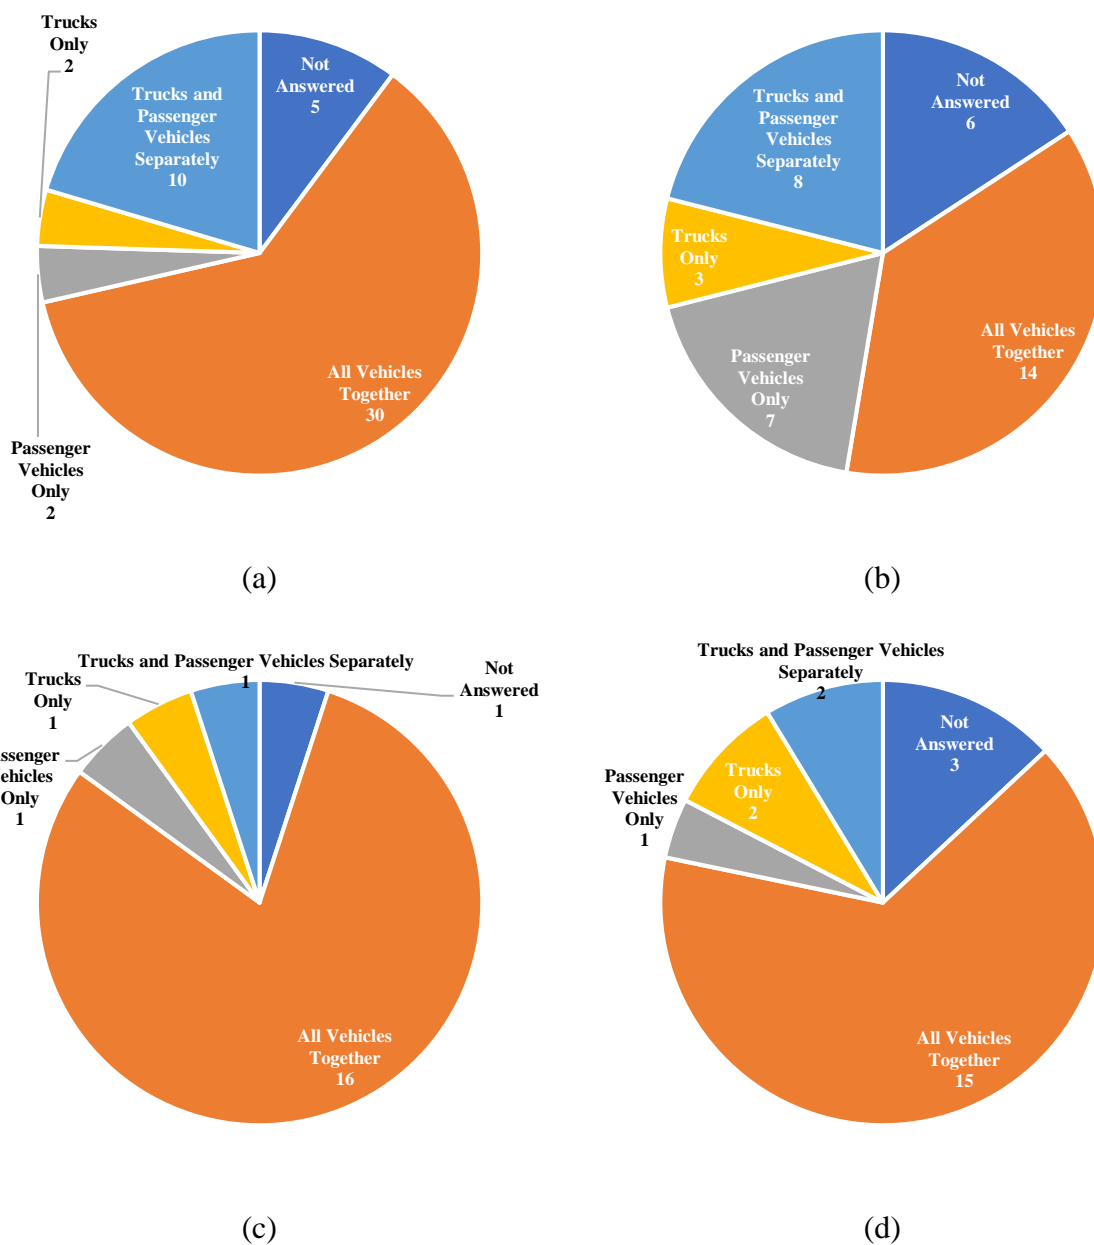 Trucks
Only
2
Trucks and
Passenger
Vehicles
Separately
10
Not
Answered
5
All Vehicles
Together
30
Passenger
Vehicles
Only
2
(a)
Trucks and
Passenger
Vehicles
Separately
8
Not
Answered
6
Trucks
Only
3
Passenger
Vehicles
Only
7
All Vehicles
Together
14
(b)
Trucks and Passenger Vehicles Separately
1
Not
Answered
1
Trucks
Only
1
ssenger
ehicles
Only
1
All Vehicles
Together
16
(c)
Trucks and Passenger Vehicles
Separately
2
Not
Answered
3
Trucks
Only
2
Passenger
Vehicles
Only
1
All Vehicles
Together
15
(d)